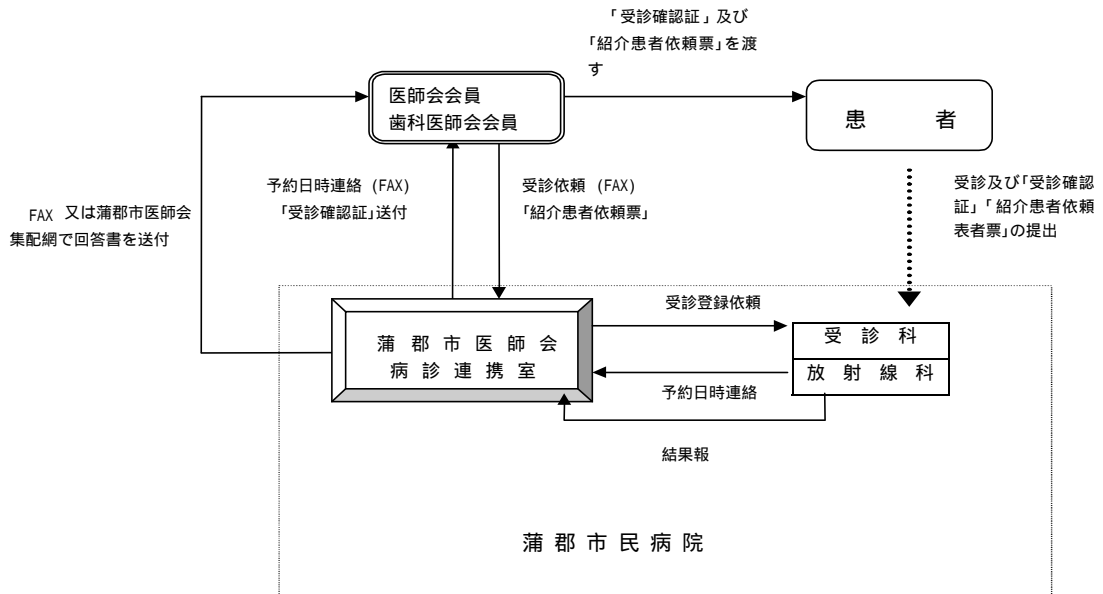 「受診確認証」及び
「紹介患者依頼票」を渡
す
医師会会員
歯科医師会会員
患 者
予約日時連絡 (FAX)
「受診確認証」送付
受診依頼 (FAX)
「紹介患者依頼票」
受診及び「受診確認
証」「紹介患者依頼
表者票」の提出
FAX 又は蒲郡市医師会
集配網で回答書を送付
蒲郡市医師会
病診連携室
受診登録依頼
受診科
放射線科
予約日時連絡
結果報
蒲郡市民病院